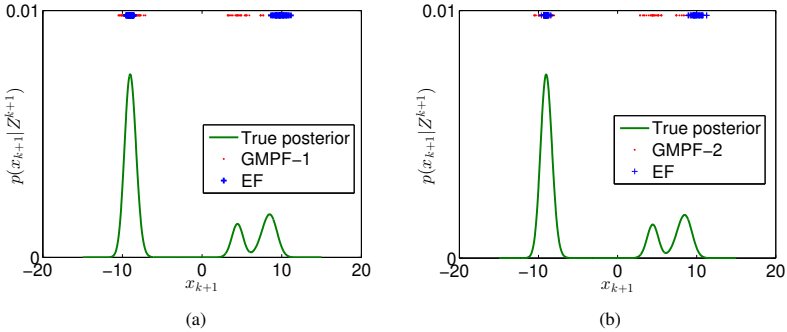 0.01
p(x_{k+1}|Z^{k+1})
True posterior
GMPF−1
EF
0
−20 −10 0 10 20
x_{k+1}
(a)
0.01
p(x_{k+1}|Z^{k+1})
True posterior
GMPF−2
EF
0
−20 −10 0 10 20
x_{k+1}
(b)